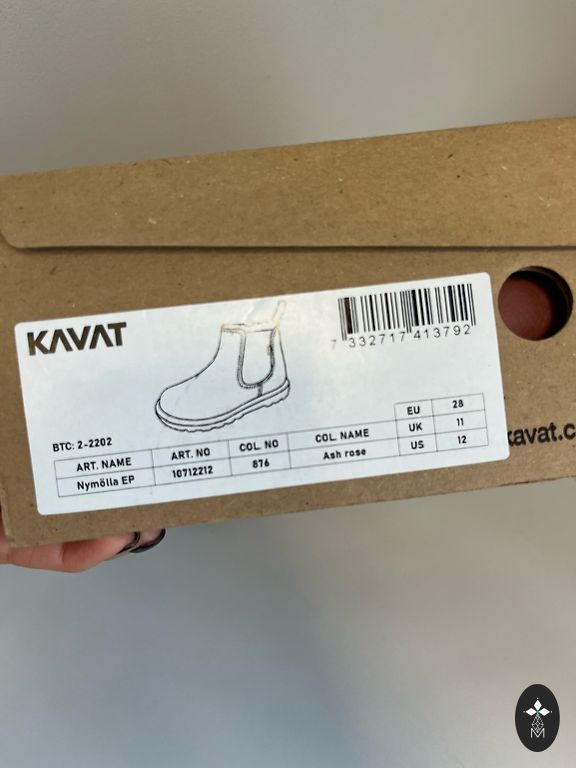 KAVAT
7 332717 413792
BTC: 2-2202
ART. NAME ART. NO COL. NO COL. NAME EU 28
UK 11
Nymölla EP 10712212 876 Ash rose US 12
kavat.c
M